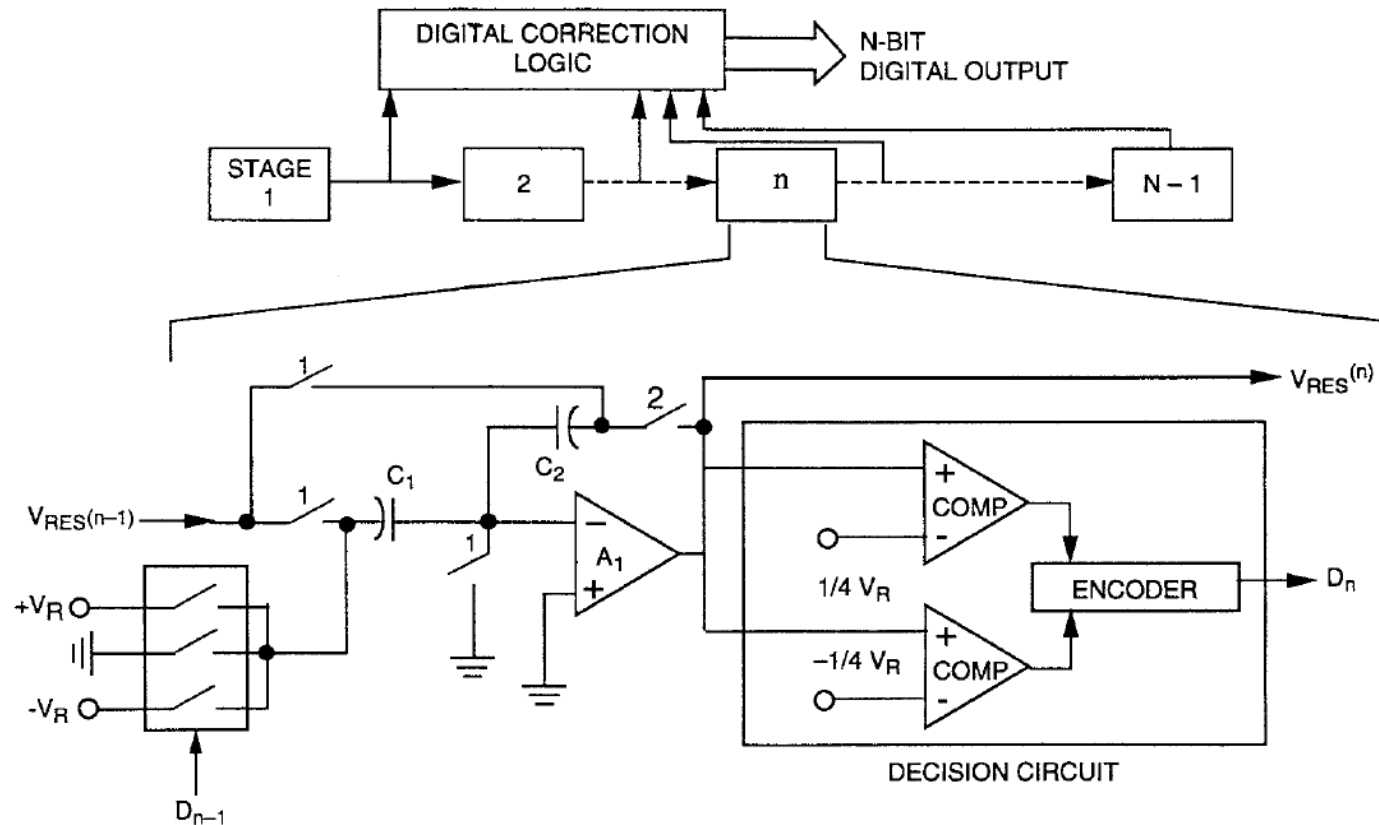 DIGITAL CORRECTION
LOGIC
N-BIT
DIGITAL OUTPUT
STAGE
1
2
n
N – 1
1
2
V_RES^(n)
C_2
C_1
1
V_RES(n–1)
1
–
A_1
+
+
COMP
-
1/4 V_R
ENCODER
D_n
+V_R
-V_R
+
COMP
-
–1/4 V_R
DECISION CIRCUIT
D_n–1